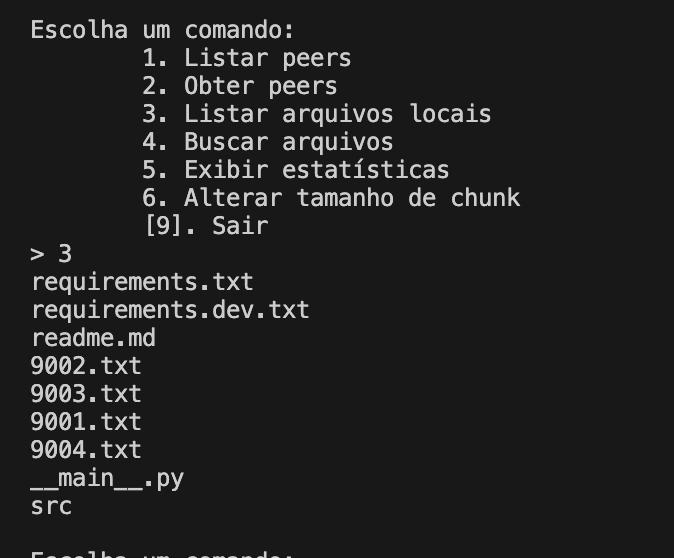 Escolha um comando:
1. Listar peers
2. Obter peers
3. Listar arquivos locais
4. Buscar arquivos
5. Exibir estatísticas
6. Alterar tamanho de chunk
[9]. Sair
> 3
requirements.txt
requirements.dev.txt
readme.md
9002.txt
9003.txt
9001.txt
9004.txt
__main__.py
src
Escolha um comando: